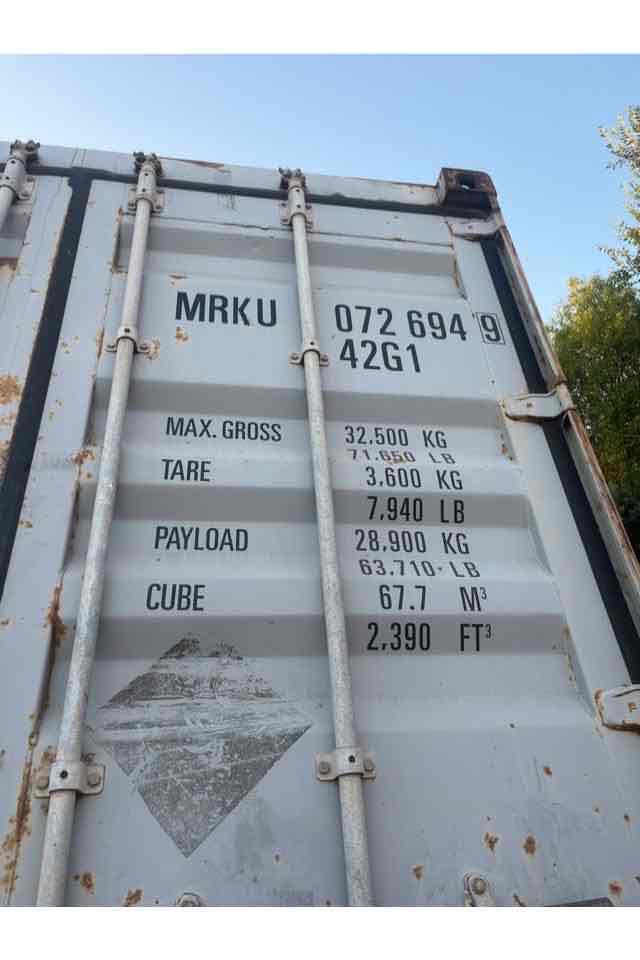 MRKU 072 694 9
42G1
MAX. GROSS 32.500 KG
71.650 LB
TARE 3.600 KG
7.940 LB
PAYLOAD 28.900 KG
63.710 LB
CUBE 67.7 M³
2.390 FT³